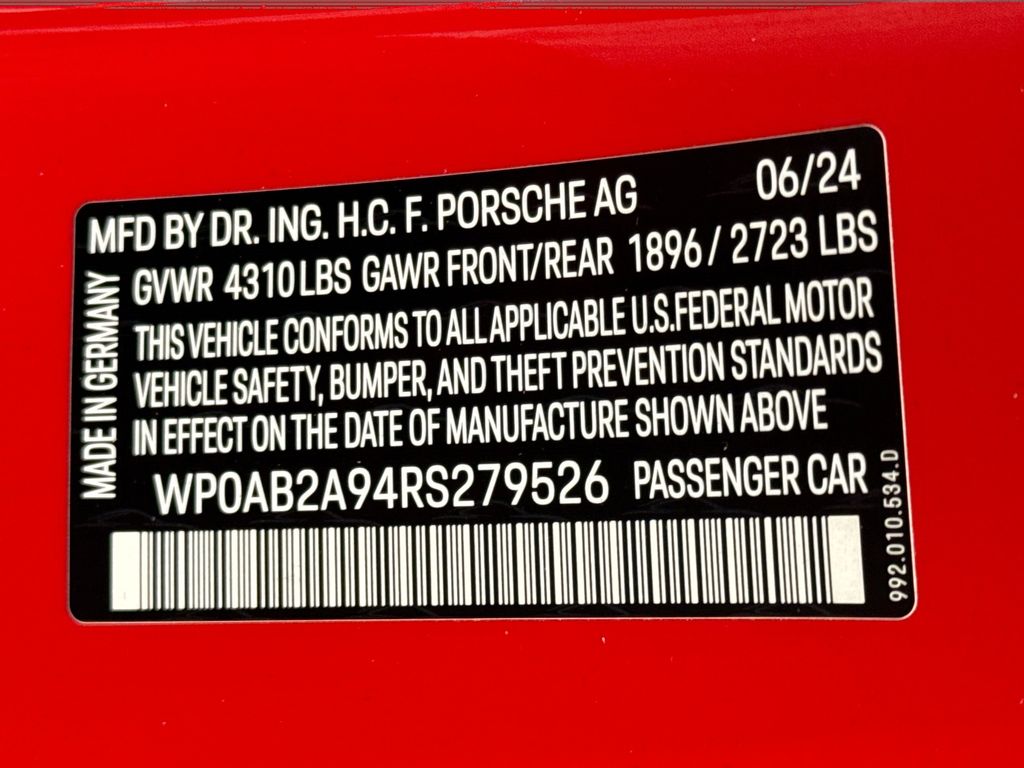 MFD BY DR. ING. H.C. F. PORSCHE AG 06/24
GVWR 4310 LBS GAWR FRONT/REAR 1896 / 2723 LBS
THIS VEHICLE CONFORMS TO ALL APPLICABLE U.S.FEDERAL MOTOR
VEHICLE SAFETY, BUMPER, AND THEFT PREVENTION STANDARDS
IN EFFECT ON THE DATE OF MANUFACTURE SHOWN ABOVE
WP0AB2A94RS279526 PASSENGER CAR
MADE IN GERMANY
992.010.534.D